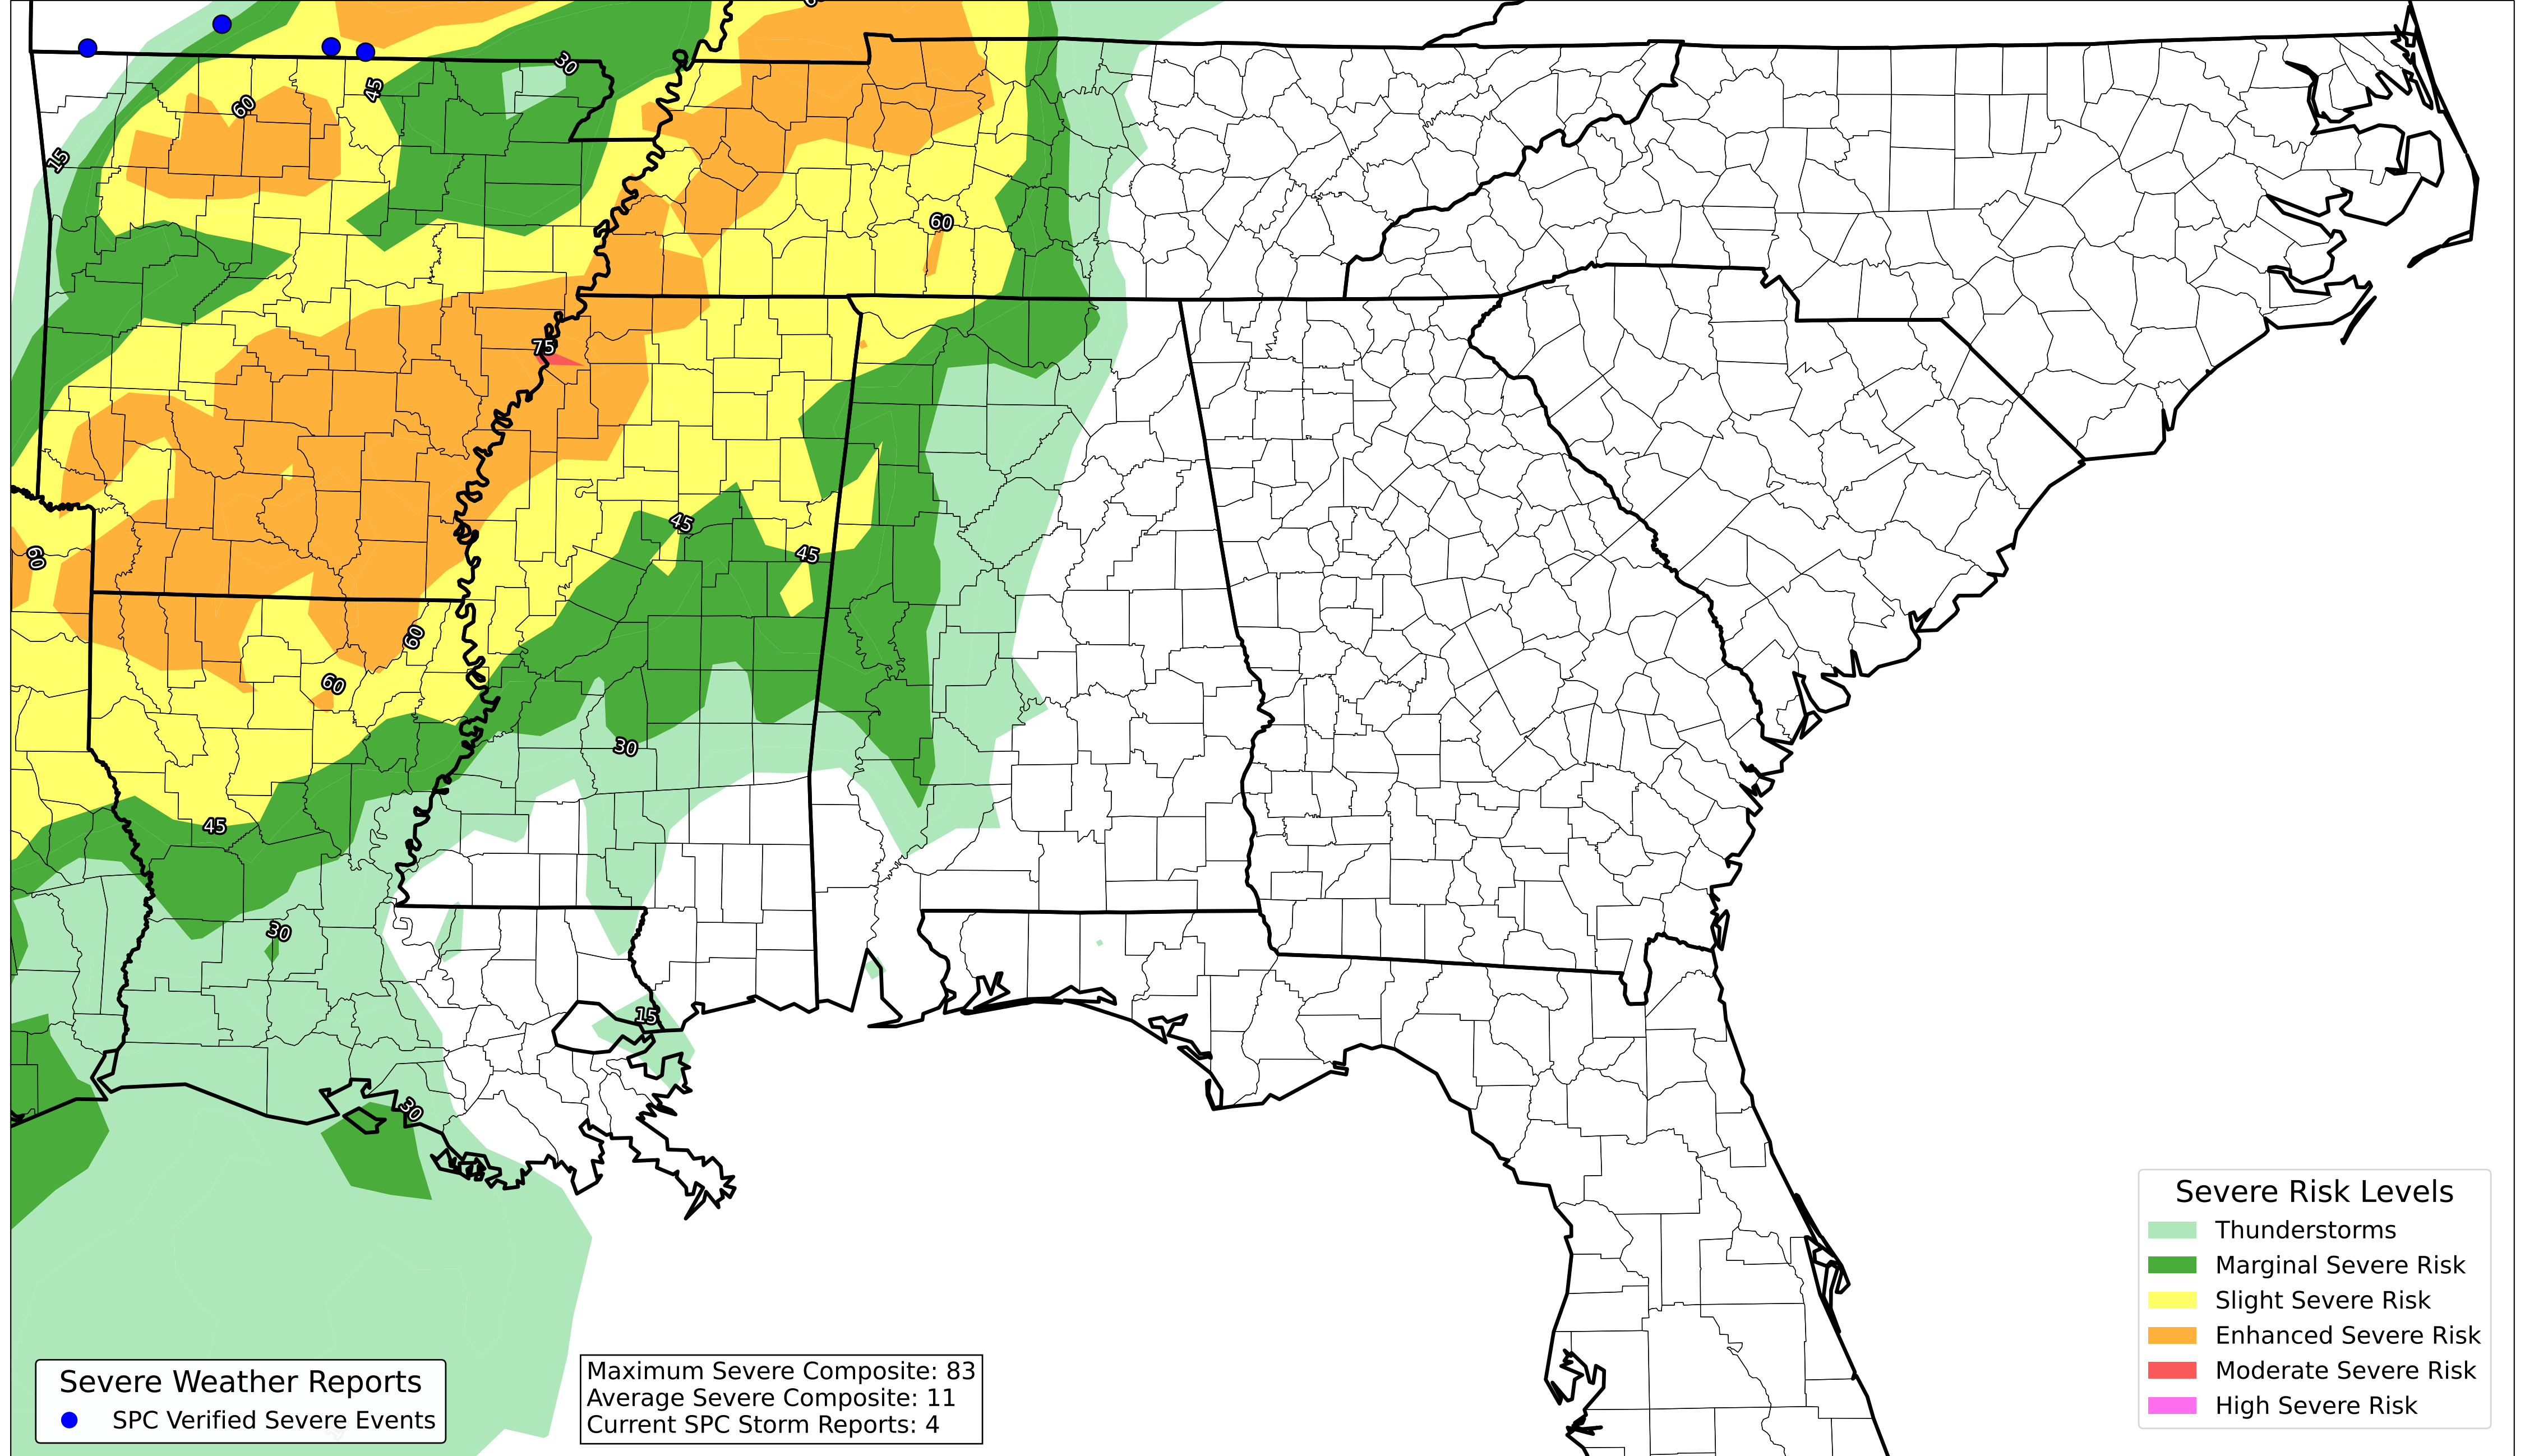 30
60
45
15
60
75
45
45
60
60
60
30
45
30
15
30
Severe Risk Levels
Thunderstorms
Marginal Severe Risk
Slight Severe Risk
Enhanced Severe Risk
Moderate Severe Risk
High Severe Risk
Severe Weather Reports
SPC Verified Severe Events
Maximum Severe Composite: 83
Average Severe Composite: 11
Current SPC Storm Reports: 4